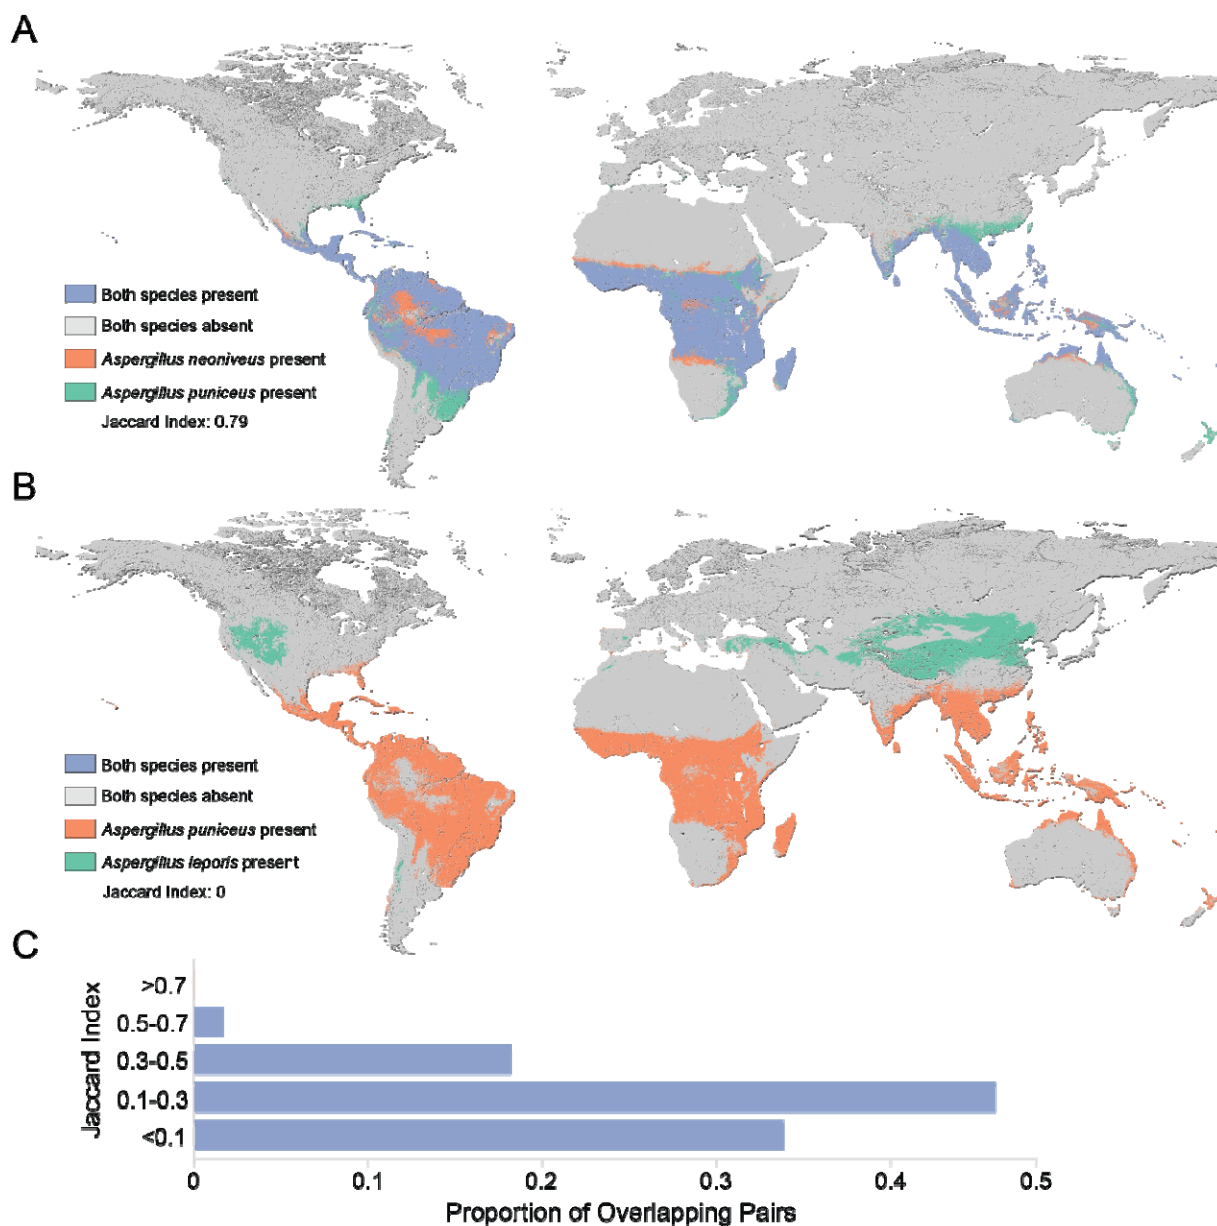 A
Both species present
Both species absent
Aspergillus neoniveus present
Aspergillus puniceus present
Jaccard Index: 0.79
B
Both species present
Both species absent
Aspergillus puniceus present
Aspergillus leporis present
Jaccard Index: 0
C
Jaccard Index
>0.7
0.5-0.7
0.3-0.5
0.1-0.3
<0.1
0 0.1 0.2 0.3 0.4 0.5
Proportion of Overlapping Pairs